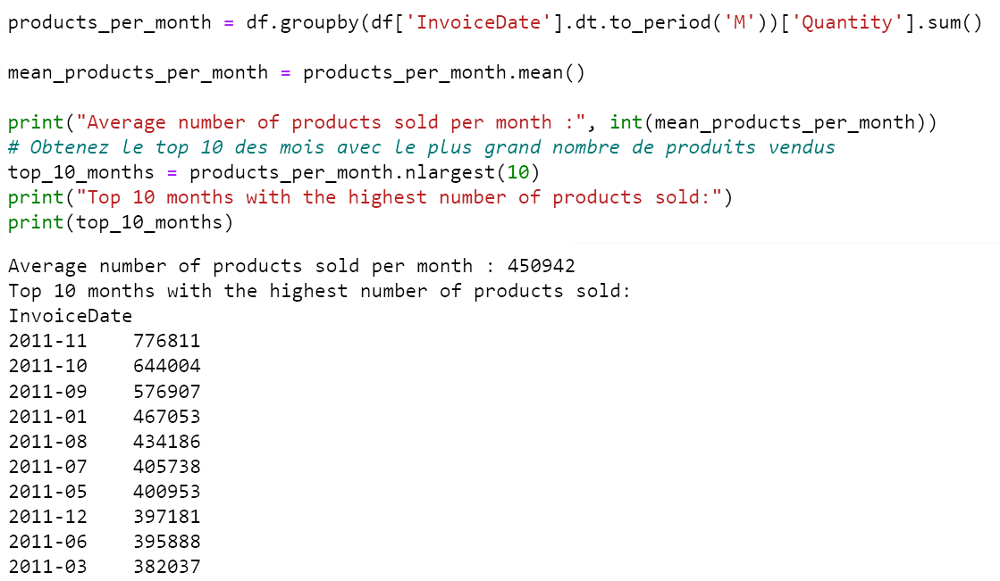 products_per_month = df.groupby(df['InvoiceDate'].dt.to_period('M'))['Quantity'].sum()
mean_products_per_month = products_per_month.mean()
print("Average number of products sold per month :", int(mean_products_per_month))
# Obtenez le top 10 des mois avec le plus grand nombre de produits vendus
top_10_months = products_per_month.nlargest(10)
print("Top 10 months with the highest number of products sold:")
print(top_10_months)
Average number of products sold per month : 450942
Top 10 months with the highest number of products sold:
InvoiceDate
2011-11    776811
2011-10    644004
2011-09    576907
2011-01    467053
2011-08    434186
2011-07    405738
2011-05    400953
2011-12    397181
2011-06    395888
2011-03    382037